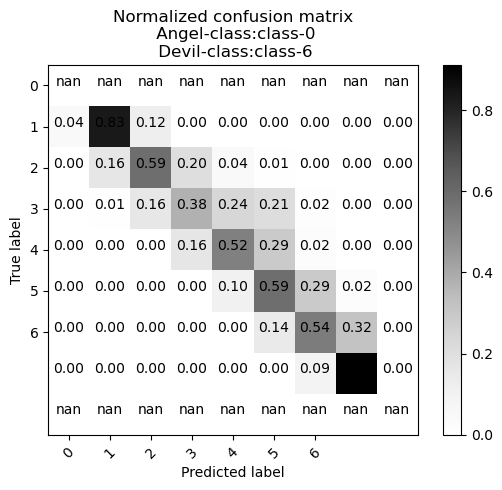 Normalized confusion matrix
Angel-class:class-0
Devil-class:class-6
0 nan nan nan nan nan nan nan nan nan
1 0.04 0.83 0.12 0.00 0.00 0.00 0.00 0.00 0.00
2 0.00 0.16 0.59 0.20 0.04 0.01 0.00 0.00 0.00
3 0.00 0.01 0.16 0.38 0.24 0.21 0.02 0.00 0.00
4 0.00 0.00 0.00 0.16 0.52 0.29 0.02 0.00 0.00
5 0.00 0.00 0.00 0.00 0.10 0.59 0.29 0.02 0.00
6 0.00 0.00 0.00 0.00 0.00 0.14 0.54 0.32 0.00
0.00 0.00 0.00 0.00 0.00 0.00 0.09 0.00
nan nan nan nan nan nan nan nan nan
0 1 2 3 4 5 6
Predicted label
True label
0.8
0.6
0.4
0.2
0.0